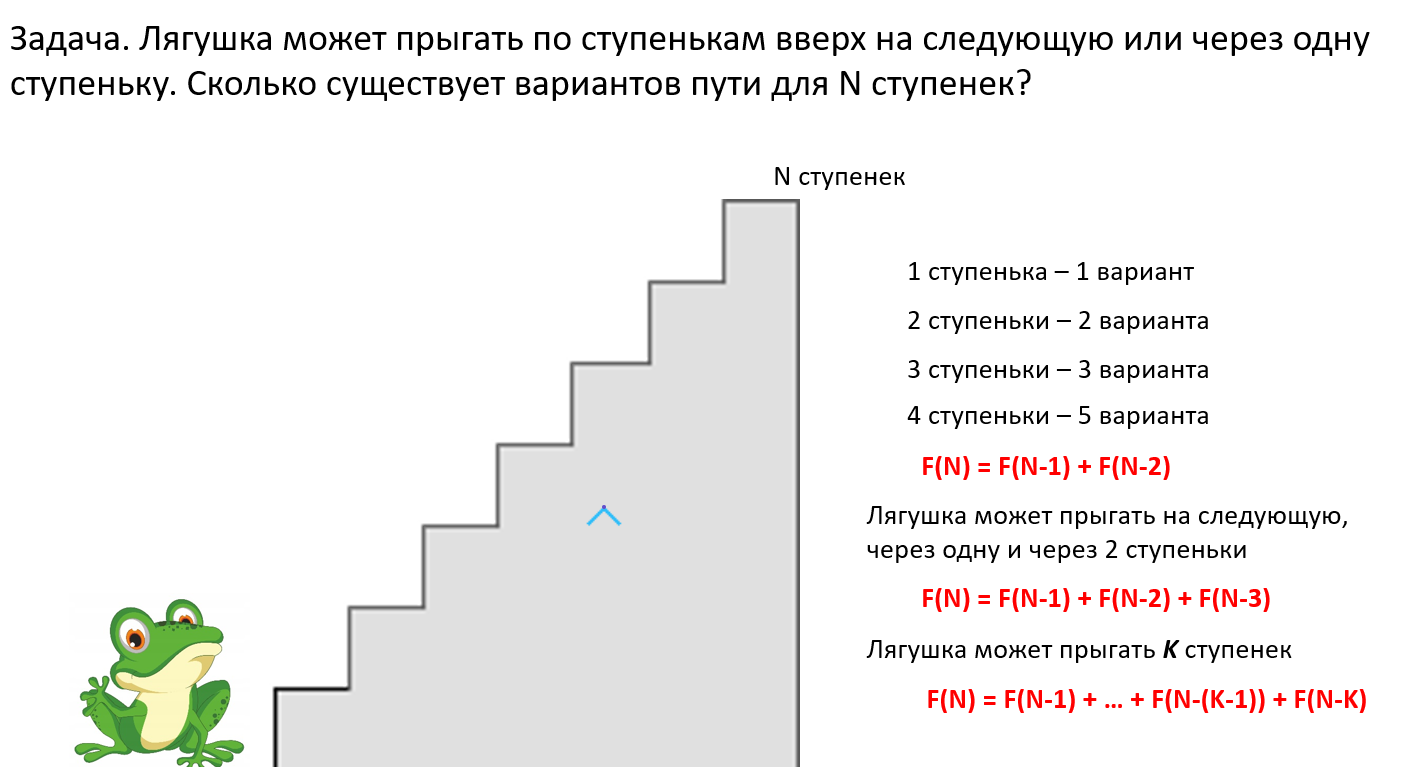 Задача. Лягушка может прыгать по ступенькам вверх на следующую или через одну
ступеньку. Сколько существует вариантов пути для N ступенек?
N ступенек
1 ступенька – 1 вариант
2 ступеньки – 2 варианта
3 ступеньки – 3 варианта
4 ступеньки – 5 варианта
F(N) = F(N-1) + F(N-2)
Лягушка может прыгать на следующую,
через одну и через 2 ступеньки
F(N) = F(N-1) + F(N-2) + F(N-3)
Лягушка может прыгать K ступенек
F(N) = F(N-1) + … + F(N-(K-1)) + F(N-K)